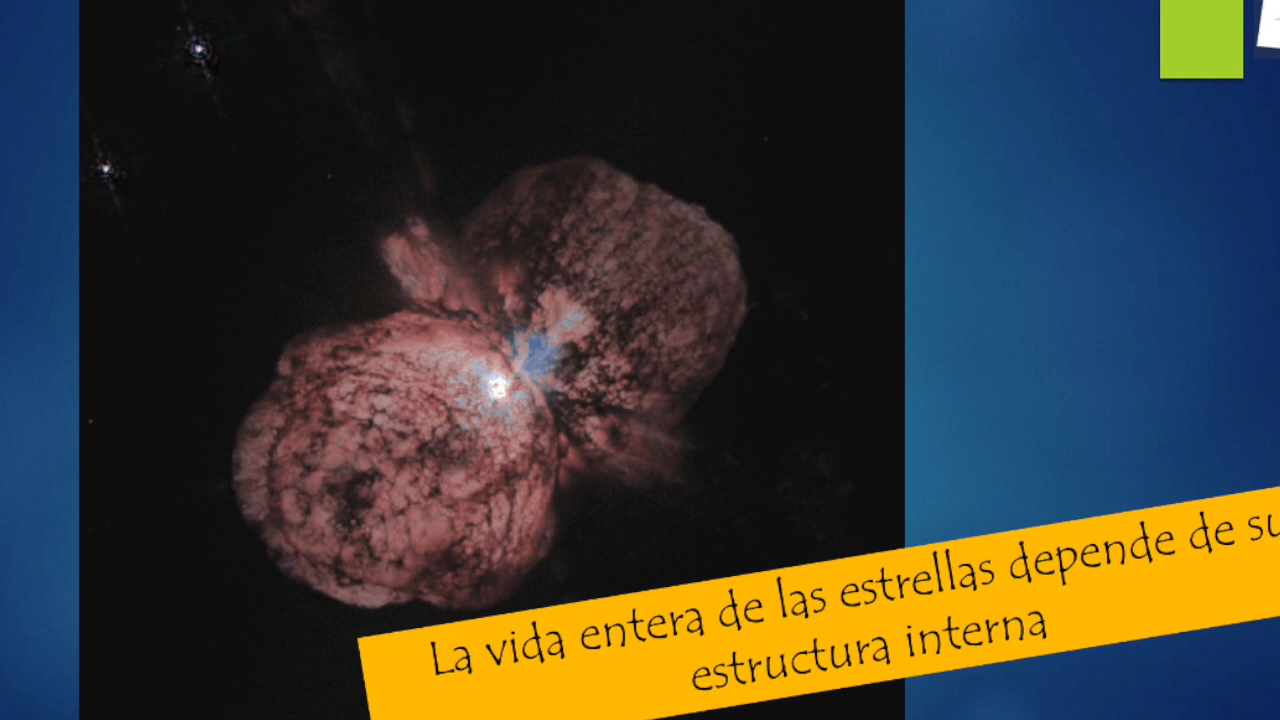 La vida entera de las estrellas depende de su
estructura interna